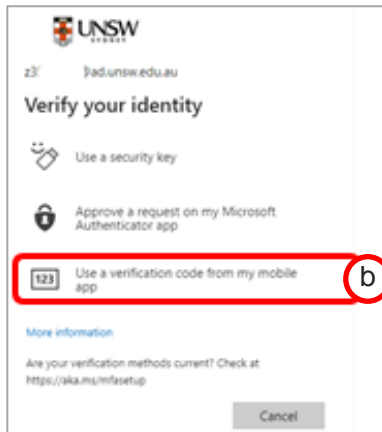 UNSW
SYDNEY
z3 ad.unsw.edu.au
Verify your identity
Use a security key
Approve a request on my Microsoft
Authenticator app
123
Use a verification code from my mobile
app
b
More information
Are your verification methods current? Check at
https://aka.ms/mfasetup
Cancel